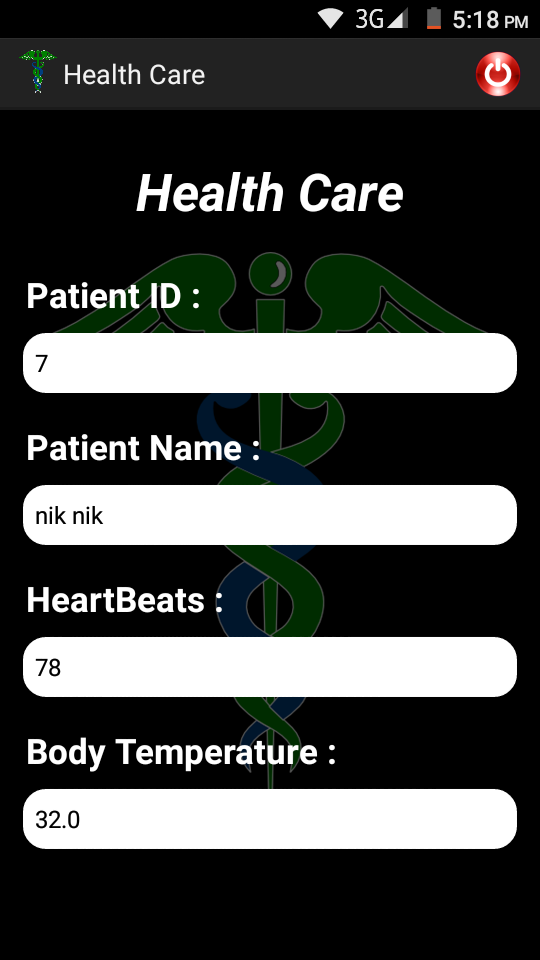 3G 5:18 PM
Health Care
Health Care
Patient ID :
7
Patient Name :
nik nik
HeartBeats :
78
Body Temperature :
32.0